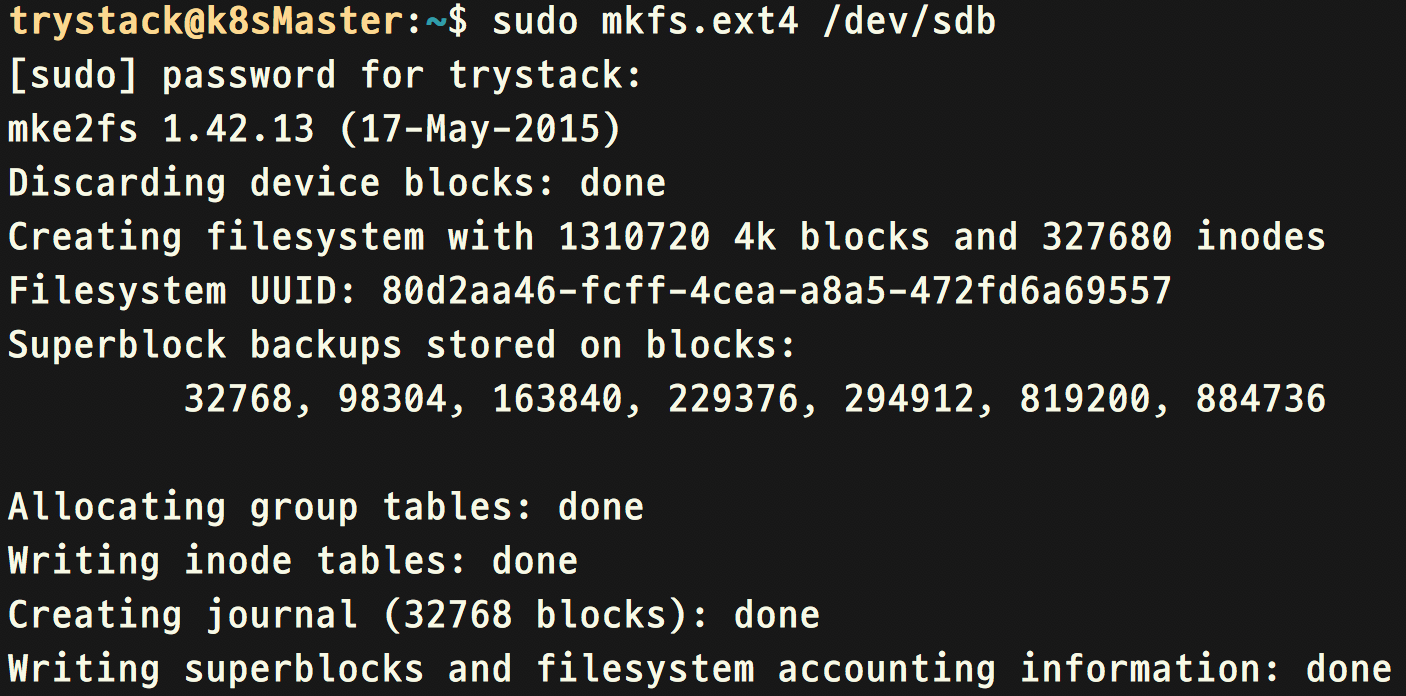 trystack@k8sMaster:~$ sudo mkfs.ext4 /dev/sdb
[sudo] password for trystack:
mke2fs 1.42.13 (17-May-2015)
Discarding device blocks: done
Creating filesystem with 1310720 4k blocks and 327680 inodes
Filesystem UUID: 80d2aa46-fcff-4cea-a8a5-472fd6a69557
Superblock backups stored on blocks:
        32768, 98304, 163840, 229376, 294912, 819200, 884736

Allocating group tables: done
Writing inode tables: done
Creating journal (32768 blocks): done
Writing superblocks and filesystem accounting information: done